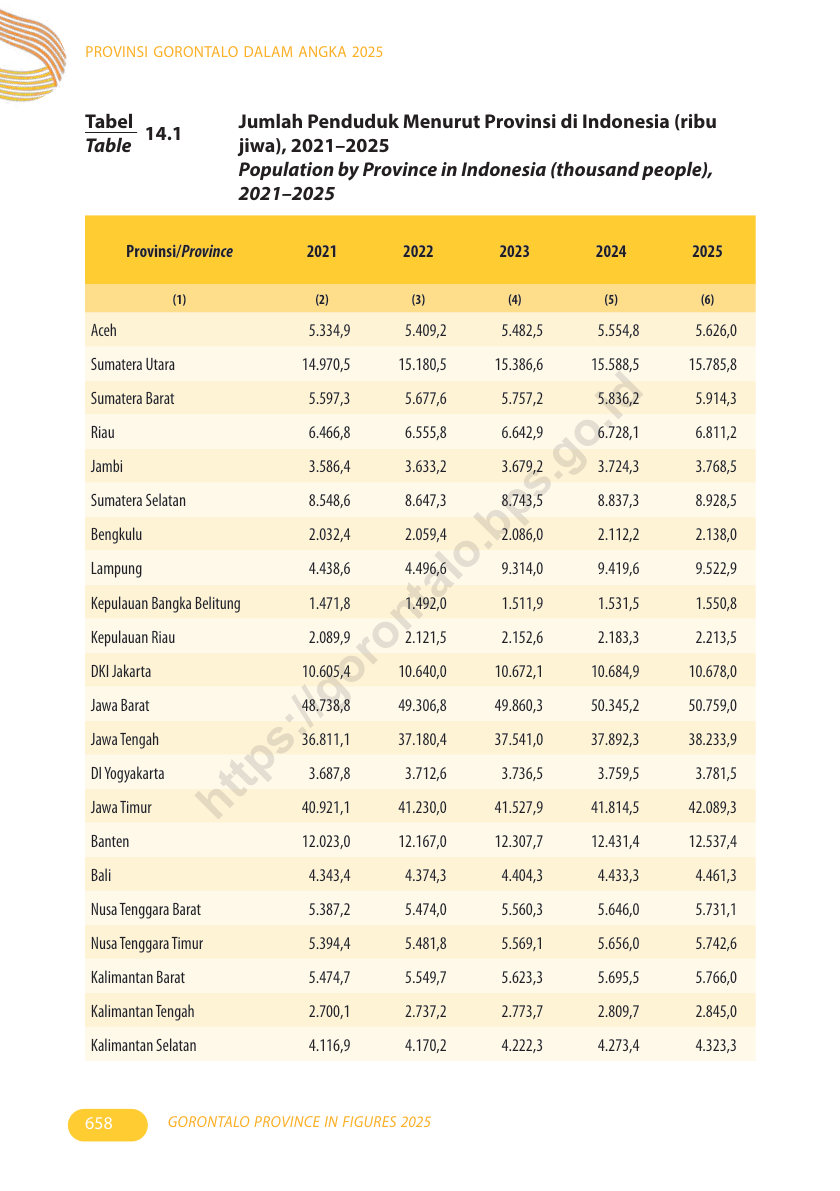 PROVINSI GORONTALO DALAM ANGKA 2025
Tabel
Table
14.1
Jumlah Penduduk Menurut Provinsi di Indonesia (ribu
jiwa), 2021–2025
Population by Province in Indonesia (thousand people),
2021–2025
Provinsi/Province 2021 2022 2023 2024 2025
(1) (2) (3) (4) (5) (6)
Aceh 5.334,9 5.409,2 5.482,5 5.554,8 5.626,0
Sumatera Utara 14.970,5 15.180,5 15.386,6 15.588,5 15.785,8
Sumatera Barat 5.597,3 5.677,6 5.757,2 5.836,2 5.914,3
Riau 6.466,8 6.555,8 6.642,9 6.728,1 6.811,2
Jambi 3.586,4 3.633,2 3.679,2 3.724,3 3.768,5
Sumatera Selatan 8.548,6 8.647,3 8.743,5 8.837,3 8.928,5
Bengkulu 2.032,4 2.059,4 2.086,0 2.112,2 2.138,0
Lampung 4.438,6 4.496,6 9.314,0 9.419,6 9.522,9
Kepulauan Bangka Belitung 1.471,8 1.492,0 1.511,9 1.531,5 1.550,8
Kepulauan Riau 2.089,9 2.121,5 2.152,6 2.183,3 2.213,5
DKI Jakarta 10.605,4 10.640,0 10.672,1 10.684,9 10.678,0
Jawa Barat 48.738,8 49.306,8 49.860,3 50.345,2 50.759,0
Jawa Tengah 36.811,1 37.180,4 37.541,0 37.892,3 38.233,9
DI Yogyakarta 3.687,8 3.712,6 3.736,5 3.759,5 3.781,5
Jawa Timur 40.921,1 41.230,0 41.527,9 41.814,5 42.089,3
Banten 12.023,0 12.167,0 12.307,7 12.431,4 12.537,4
Bali 4.343,4 4.374,3 4.404,3 4.433,3 4.461,3
Nusa Tenggara Barat 5.387,2 5.474,0 5.560,3 5.646,0 5.731,1
Nusa Tenggara Timur 5.394,4 5.481,8 5.569,1 5.656,0 5.742,6
Kalimantan Barat 5.474,7 5.549,7 5.623,3 5.695,5 5.766,0
Kalimantan Tengah 2.700,1 2.737,2 2.773,7 2.809,7 2.845,0
Kalimantan Selatan 4.116,9 4.170,2 4.222,3 4.273,4 4.323,3
https://gorontalo.bps.go.id
658 GORONTALO PROVINCE IN FIGURES 2025